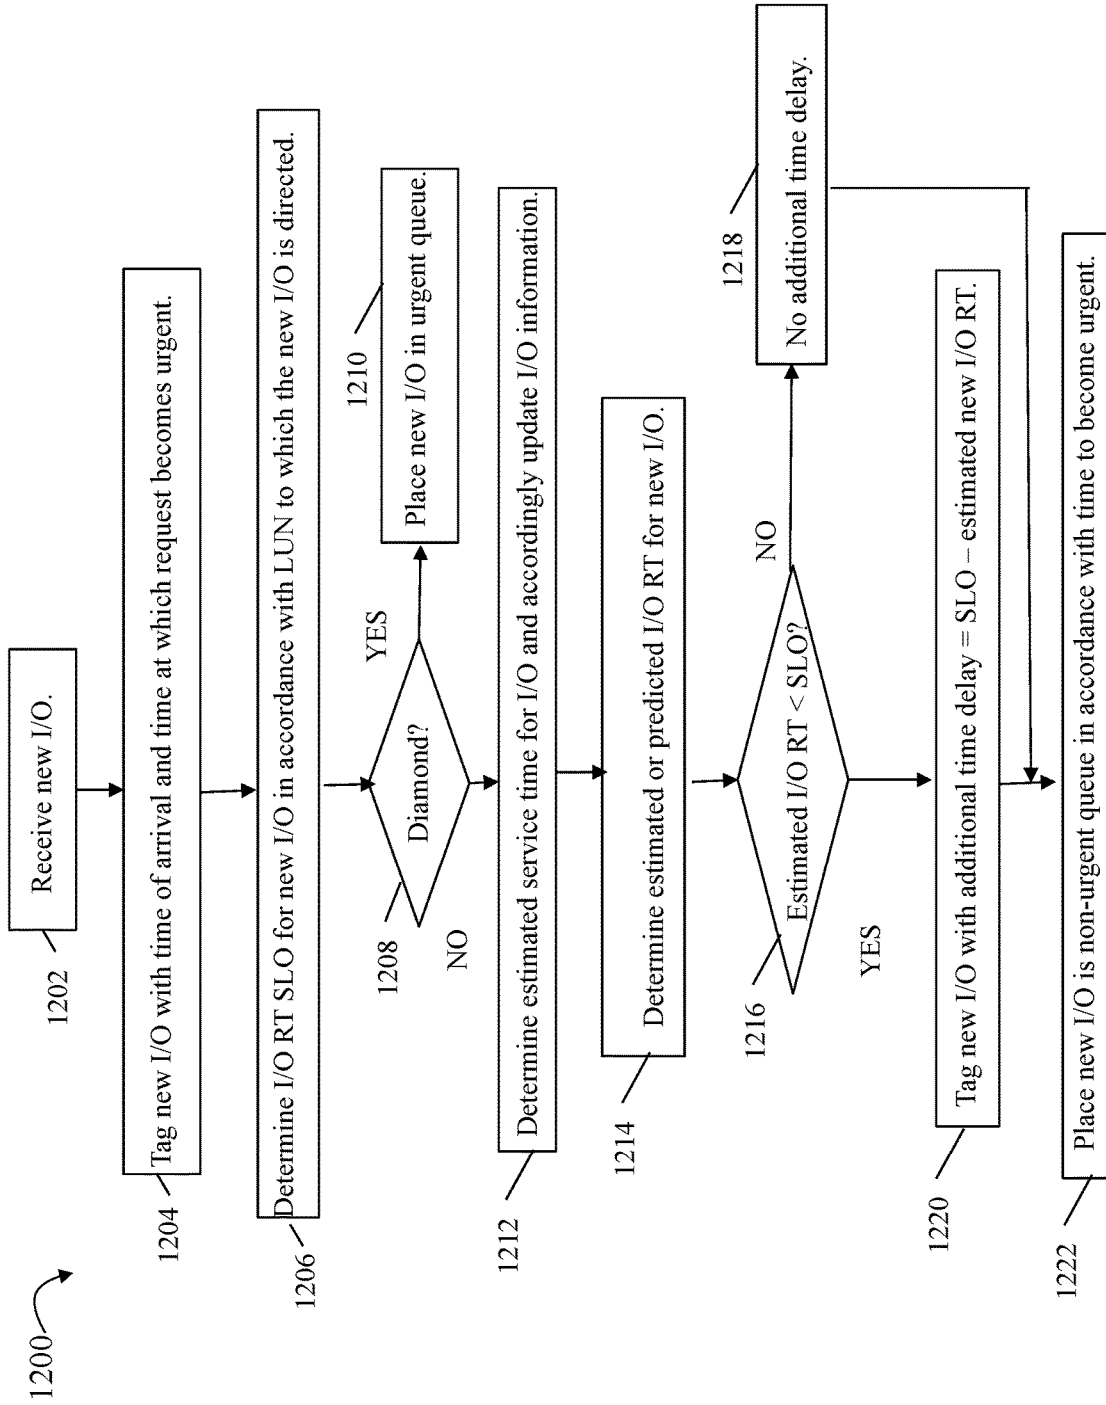 1200
Receive new I/O.
1202
Tag new I/O with time of arrival and time at which request becomes urgent.
1204
Determine I/O RT SLO for new I/O in accordance with LUN to which the new I/O is directed.
1206
Diamond?
1208
YES
NO
Place new I/O in urgent queue.
1210
Determine estimated service time for I/O and accordingly update I/O information.
1212
Determine estimated or predicted I/O RT for new I/O.
1214
Estimated I/O RT < SLO?
1216
NO
YES
No additional time delay.
1218
Tag new I/O with additional time delay = SLO – estimated new I/O RT.
1220
Place new I/O is non-urgent queue in accordance with time to become urgent.
1222